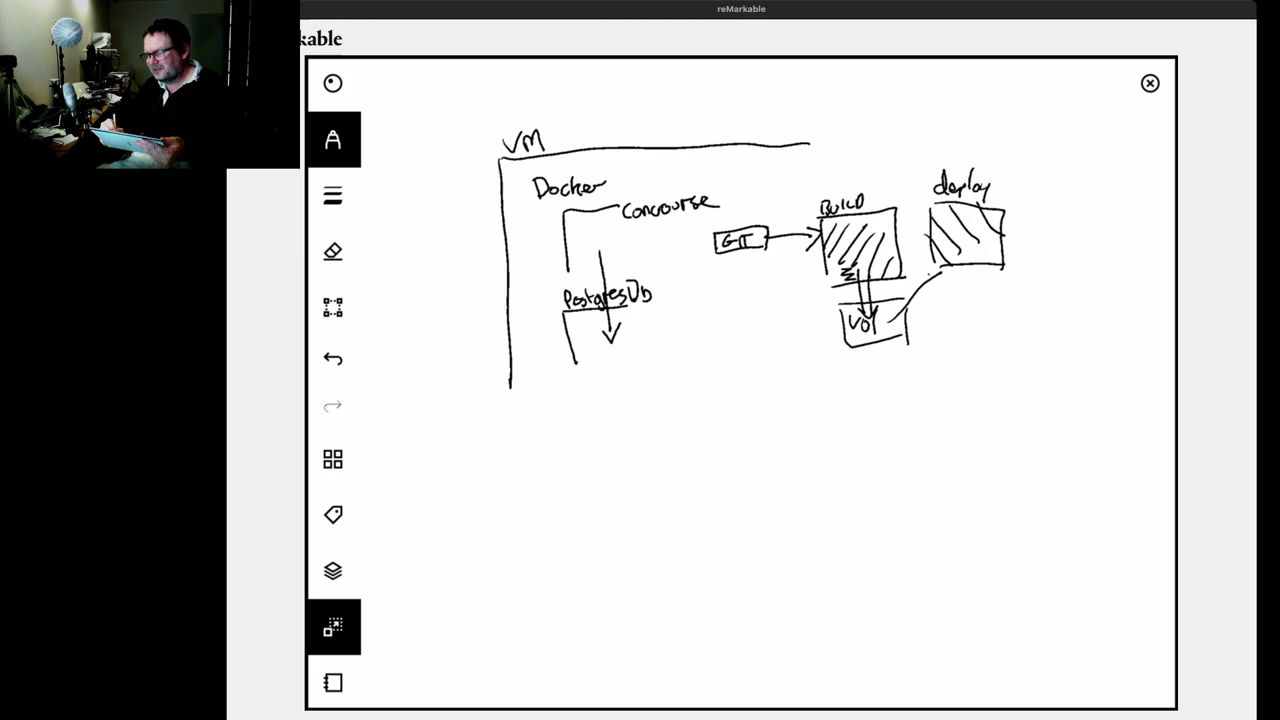 reMarkable
kable
VM
Docker
Concourse
PostgresDb
GIT
BUILD
deploy
VOl